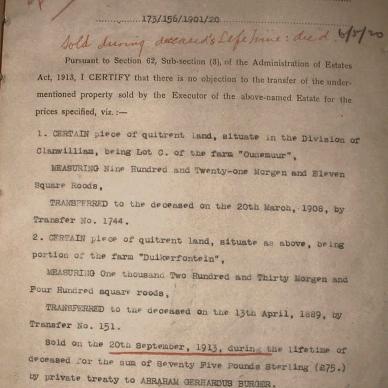 173/156/1901/20
Sold during deceased's Lifetime: died 6/5/20
Pursuant to Section 62, Sub-section (3), of the Administration of Estates
Act, 1913, I CERTIFY that there is no objection to the transfer of the under-
mentioned property sold by the Executor of the above-named Estate for the
prices specified, viz. :—
1. CERTAIN piece of quitrent land, situate in the Division of
Clanwilliam, being Lot C. of the farm "Oumemuur",
MEASURING Nine Hundred and Twenty-one Morgen and Eleven
Square Roods,
TRANSFERRED to the deceased on the 20th March, 1908, by
Transfer No. 1744.
2. CERTAIN piece of quitrent land, situate as above, being
portion of the farm "Duikerfontein",
MEASURING One thousand Two Hundred and Thirty Morgen and
Four Hundred square roods,
TRANSFERRED to the deceased on the 13th April, 1889, by
Transfer No. 151.
Sold on the 20th September, 1913, during the lifetime of
deceased for the sum of Seventy Five Pounds Sterling (£75.)
by private treaty to ABRAHAM GERHARDUS BURGER.